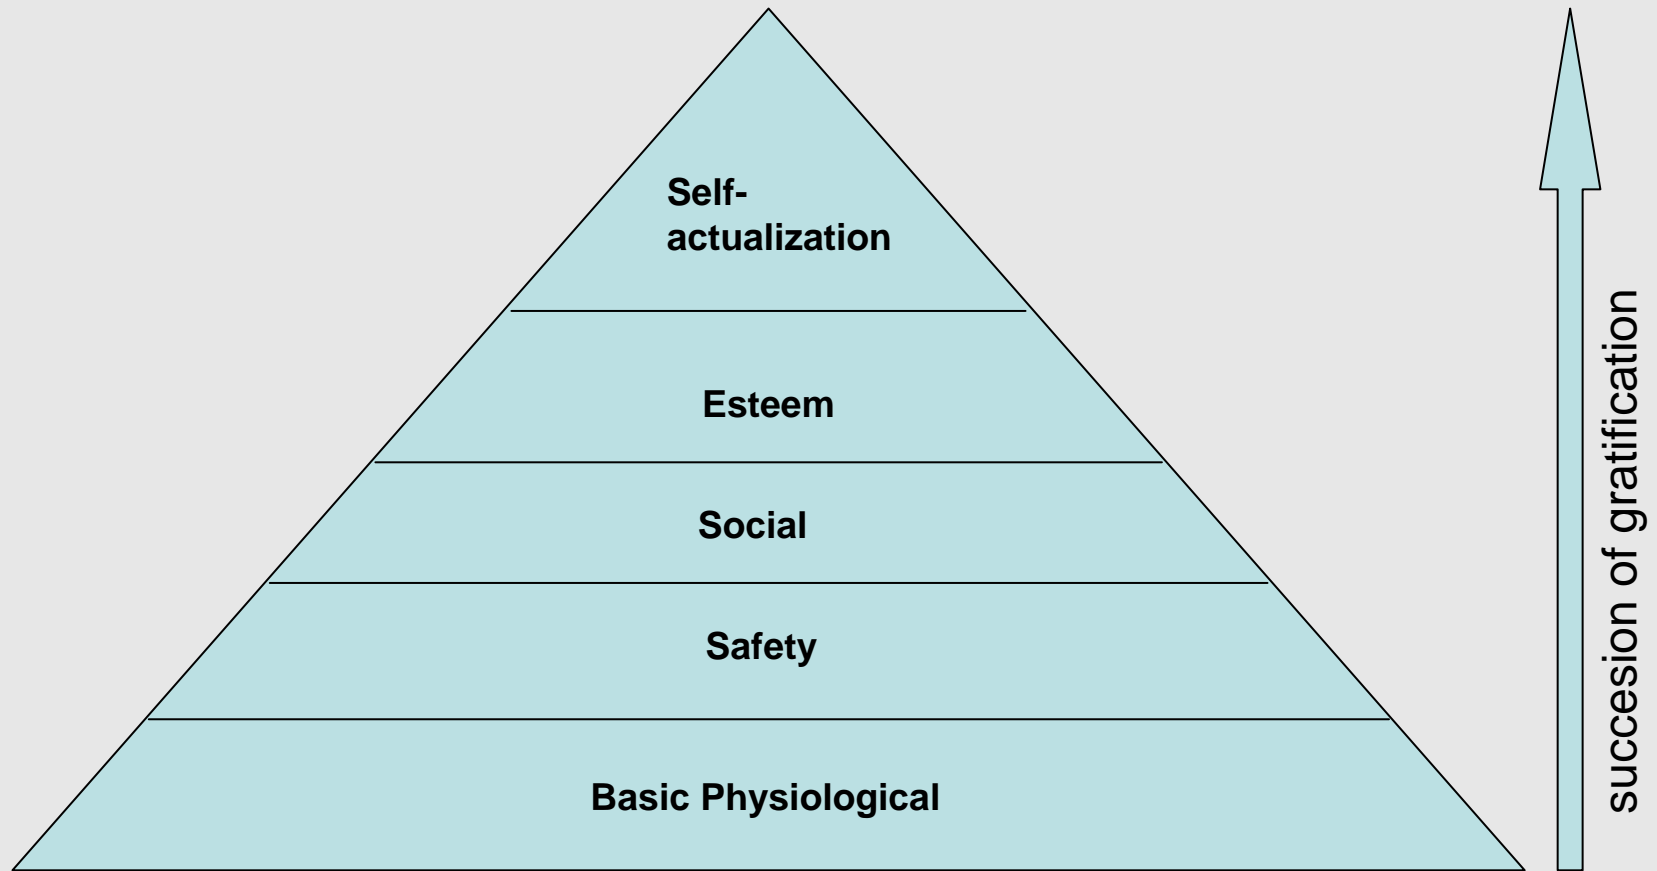 Self-
actualization
Esteem
Social
Safety
Basic Physiological
succesion of gratification